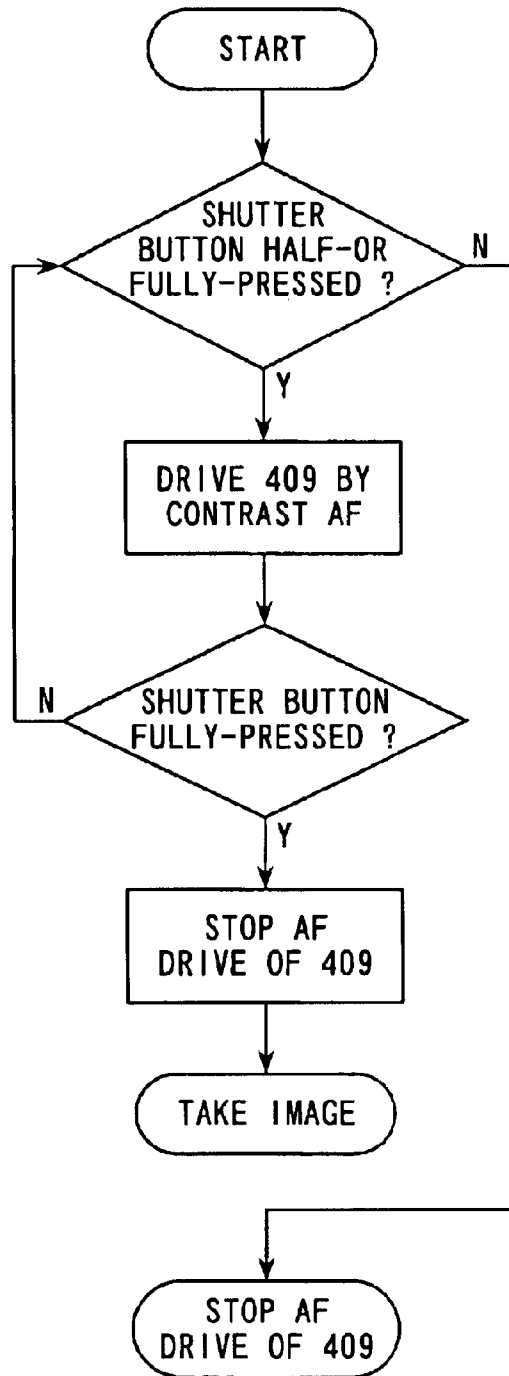 START
SHUTTER
BUTTON HALF-OR
FULLY-PRESSED ?
N
Y
DRIVE 409 BY
CONTRAST AF
N
SHUTTER BUTTON
FULLY-PRESSED ?
Y
STOP AF
DRIVE OF 409
TAKE IMAGE
STOP AF
DRIVE OF 409